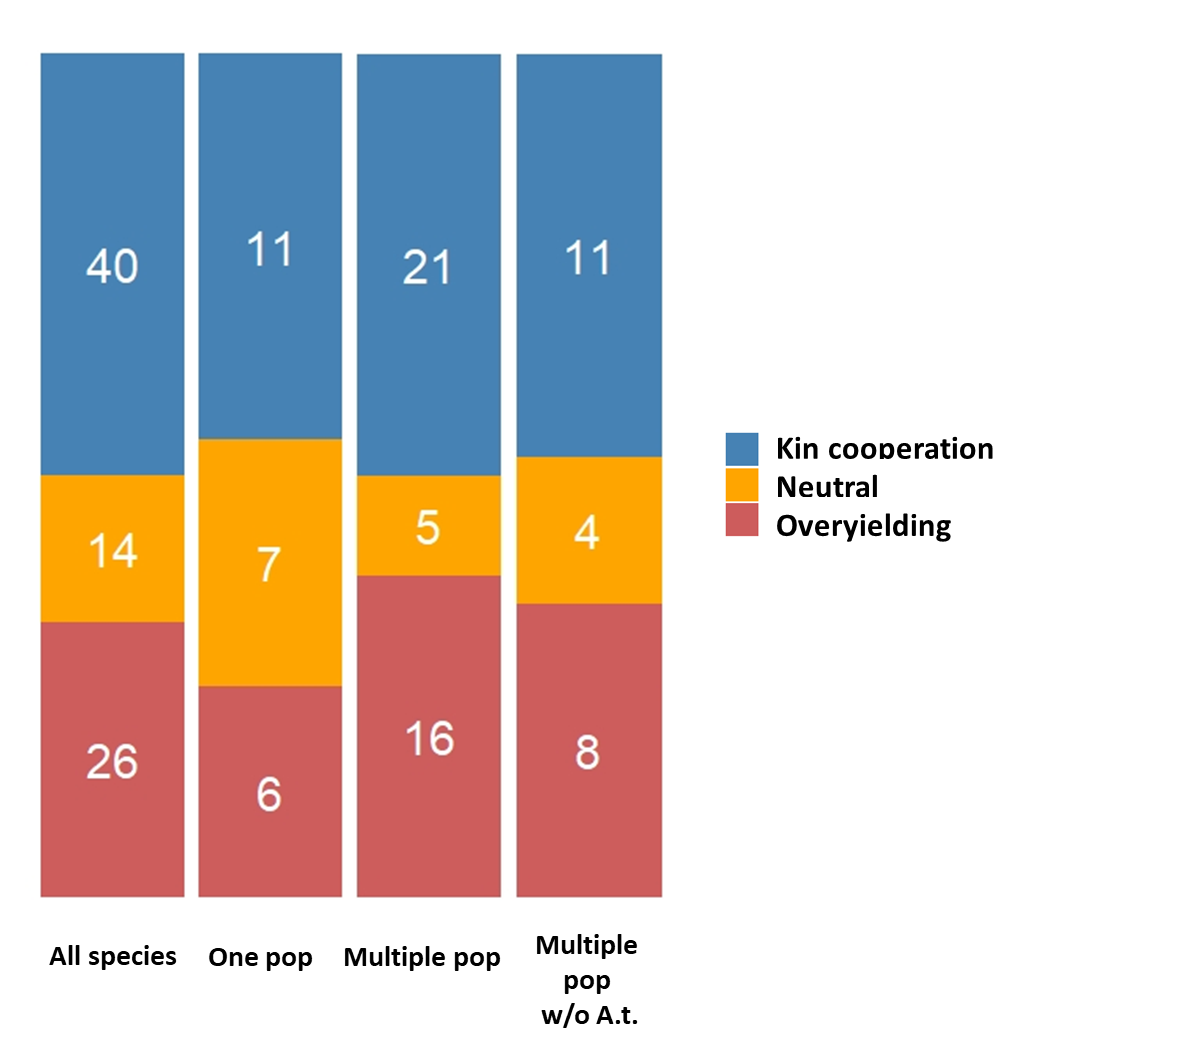 40
11
21
11
14
7
5
4
26
6
16
8
Kin cooperation
Neutral
Overyielding
All species
One pop
Multiple pop
Multiple
pop
w/o A.t.